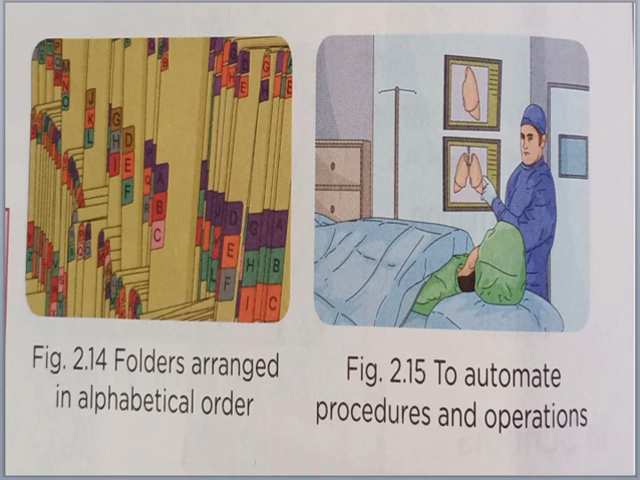 Fig. 2.14 Folders arranged
in alphabetical order
Fig. 2.15 To automate
procedures and operations